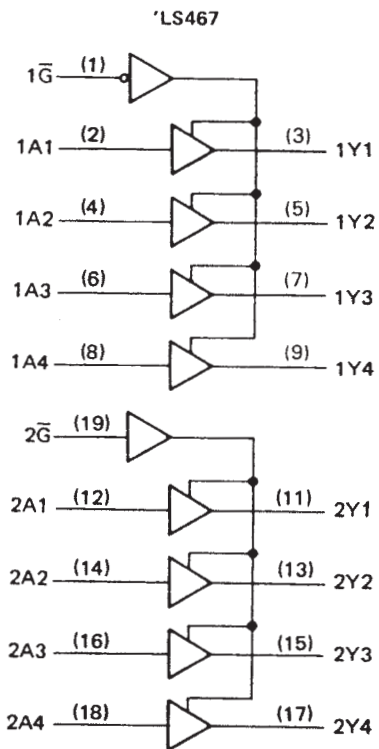 'LS467
1G̅ (1)
1A1 (2) (3) 1Y1
1A2 (4) (5) 1Y2
1A3 (6) (7) 1Y3
1A4 (8) (9) 1Y4
2G̅ (19)
2A1 (12) (11) 2Y1
2A2 (14) (13) 2Y2
2A3 (16) (15) 2Y3
2A4 (18) (17) 2Y4